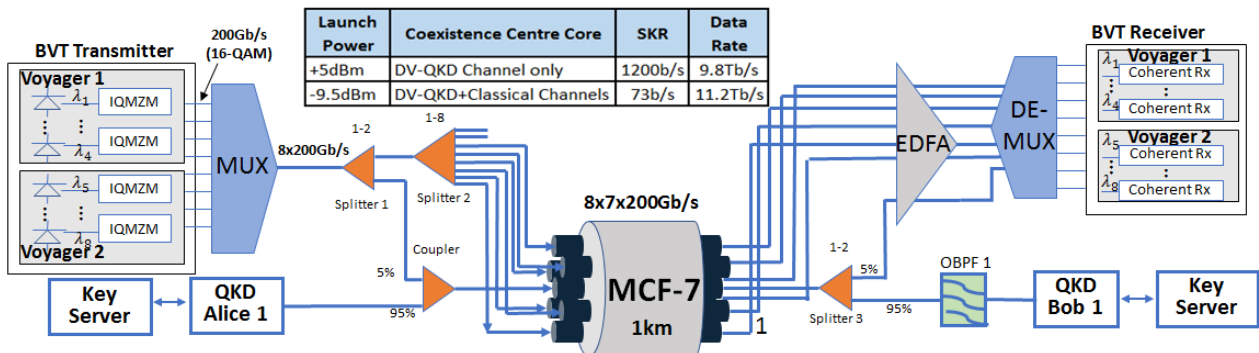 BVT Transmitter
200Gb/s
(16-QAM)
Voyager 1
λ1
IQMZM
λ4
IQMZM
λ5
IQMZM
λ8
IQMZM
Voyager 2
MUX
8x200Gb/s
Launch Power | Coexistence Centre Core | SKR | Data Rate
+5dBm | DV-QKD Channel only | 1200b/s | 9.8Tb/s
-9.5dBm | DV-QKD+Classical Channels | 73b/s | 11.2Tb/s
1-2
Splitter 1
1-8
Splitter 2
Coupler
5%
95%
Key
Server
QKD
Alice 1
8x7x200Gb/s
MCF-7
1km
1
1-2
Splitter 3
5%
95%
EDFA
DE-
MUX
BVT Receiver
Voyager 1
λ1
Coherent Rx
λ4
Coherent Rx
Voyager 2
λ5
Coherent Rx
λ8
Coherent Rx
OBPF 1
QKD
Bob 1
Key
Server